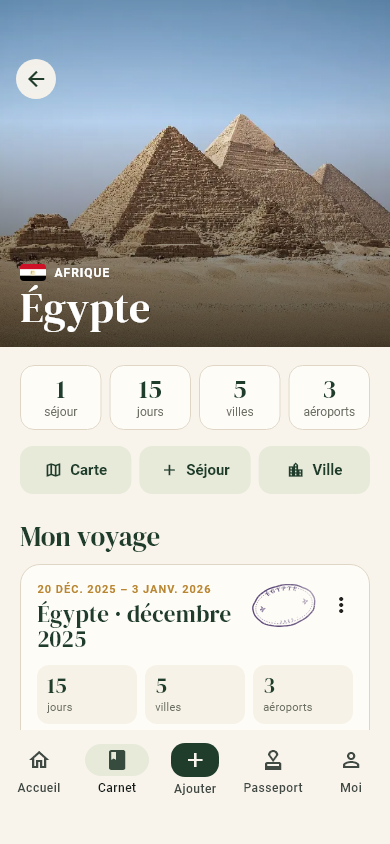 AFRIQUE
Égypte
1
séjour
15
jours
5
villes
3
aéroports
Carte
Séjour
Ville
Mon voyage
20 DÉC. 2025 – 3 JANV. 2026
Égypte · décembre
2025
ÉGYPTE
15
jours
5
villes
3
aéroports
Accueil
Carnet
Ajouter
Passeport
Moi